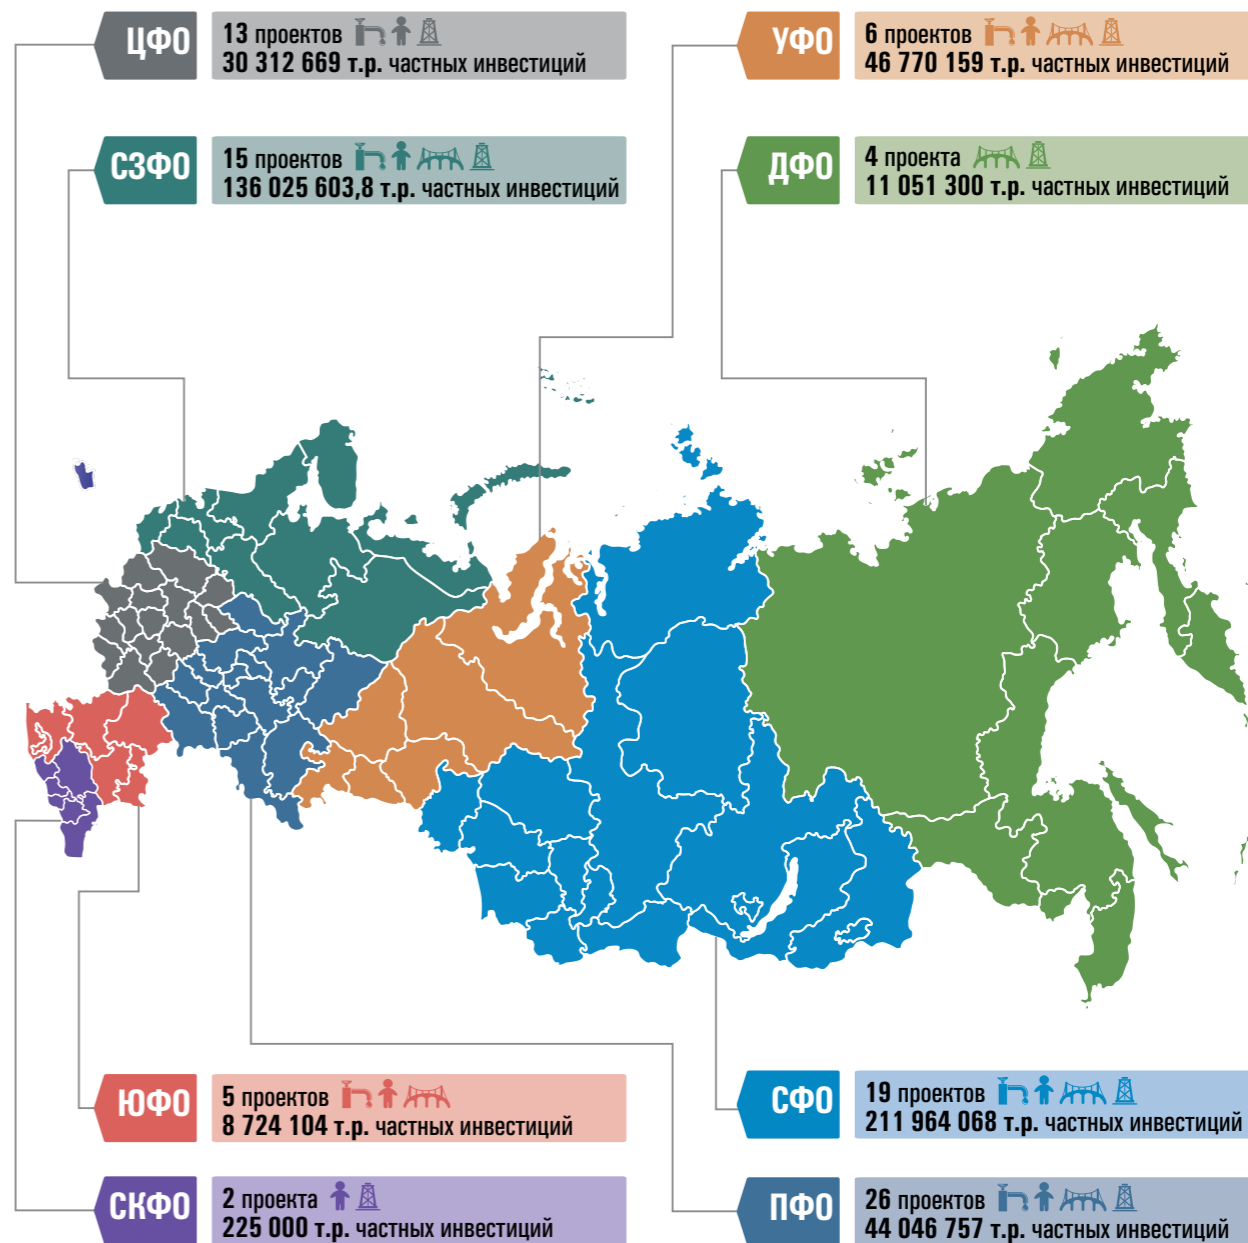 ЦФО
13 проектов
30 312 669 т.р. частных инвестиций
УФО
6 проектов
46 770 159 т.р. частных инвестиций
СЗФО
15 проектов
136 025 603,8 т.р. частных инвестиций
ДФО
4 проекта
11 051 300 т.р. частных инвестиций
ЮФО
5 проектов
8 724 104 т.р. частных инвестиций
СФО
19 проектов
211 964 068 т.р. частных инвестиций
СКФО
2 проекта
225 000 т.р. частных инвестиций
ПФО
26 проектов
44 046 757 т.р. частных инвестиций